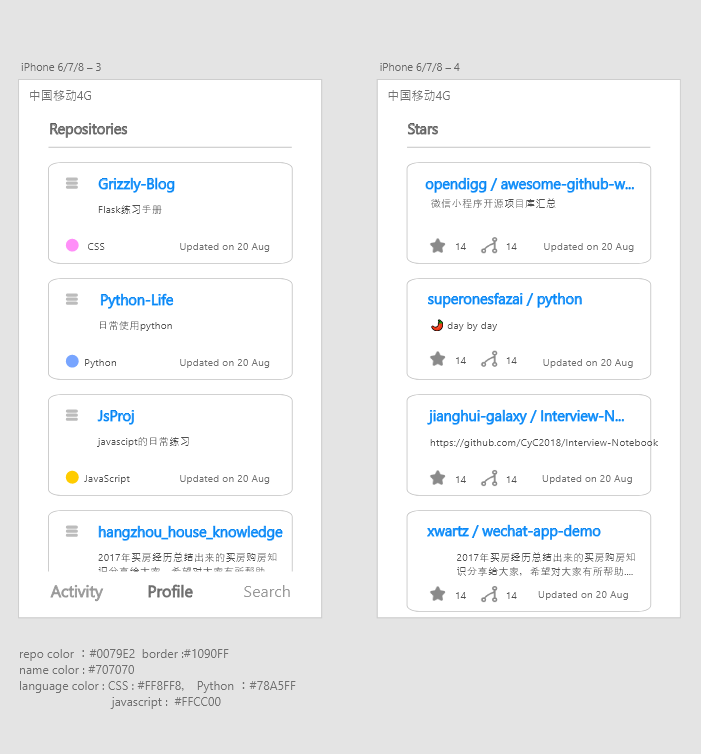 iPhone 6/7/8 – 3
中国移动4G
Repositories
Grizzly-Blog
Flask练习手册
CSS
Updated on 20 Aug
Python-Life
日常使用python
Python
Updated on 20 Aug
JsProj
javascipt的日常练习
JavaScript
Updated on 20 Aug
hangzhou_house_knowledge
2017年买房经历总结出来的买房购房知
识分享给大家，希望对大家有所帮助
Activity
Profile
Search
iPhone 6/7/8 – 4
中国移动4G
Stars
opendigg / awesome-github-w...
微信小程序开源项目库汇总
14
14
Updated on 20 Aug
superonesfazai / python
day by day
14
14
Updated on 20 Aug
jianghui-galaxy / Interview-N...
https://github.com/CyC2018/Interview-Notebook
14
14
Updated on 20 Aug
xwartz / wechat-app-demo
2017年买房经历总结出来的买房购房知
识分享给大家，希望对大家有所帮助....
14
14
Updated on 20 Aug
repo color ：#0079E2 border :#1090FF
name color : #707070
language color : CSS : #FF8FF8, Python ：#78A5FF
javascript : #FFCC00